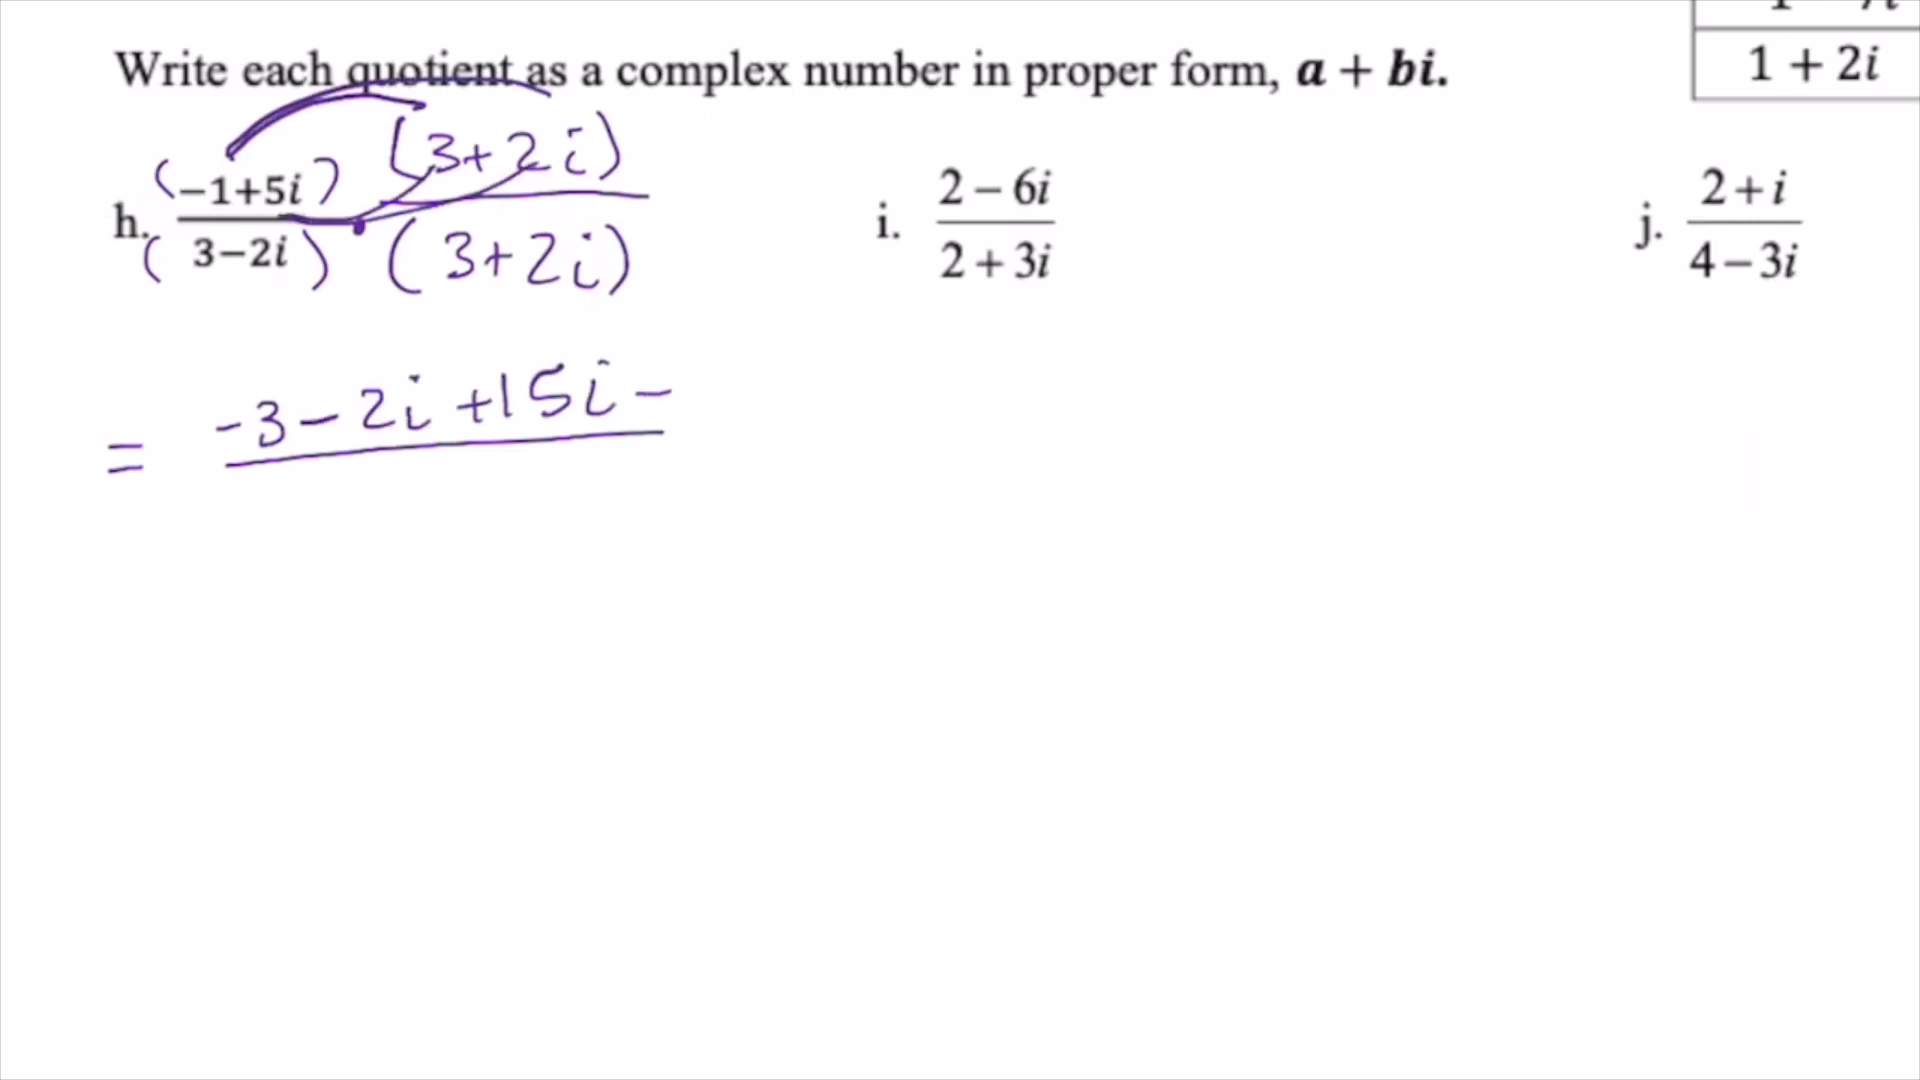 Write each quotient as a complex number in proper form, a + bi.
1 + 2i
h. (-1+5i) (3+2i)
(3-2i) · (3+2i)
i. 2 - 6i
2 + 3i
j. 2 + i
4 - 3i
= -3 - 2i + 15i -